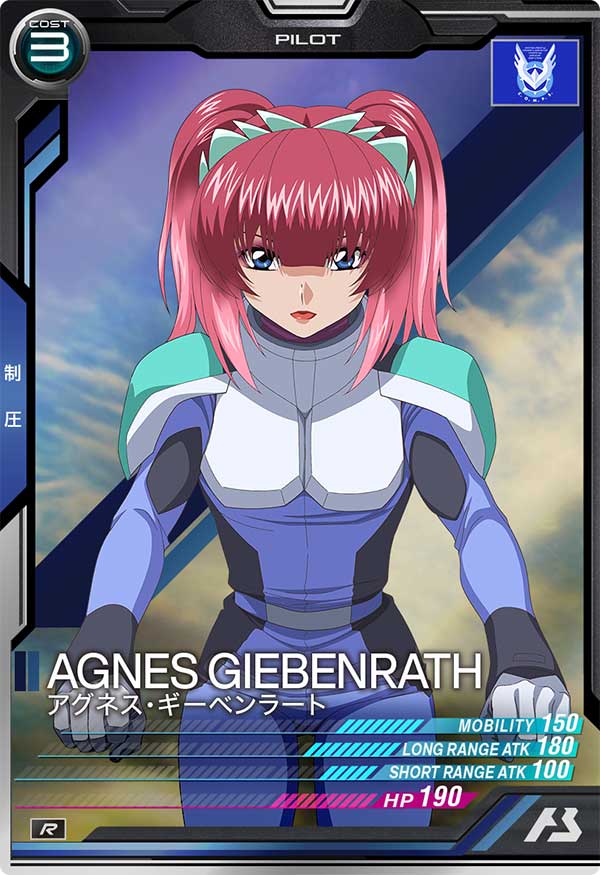 COST
3
PILOT
C.O.M.P.S.
制圧
AGNES GIEBENRATH
アグネス・ギーベンラート
MOBILITY 150
LONG RANGE ATK 180
SHORT RANGE ATK 100
HP 190
R